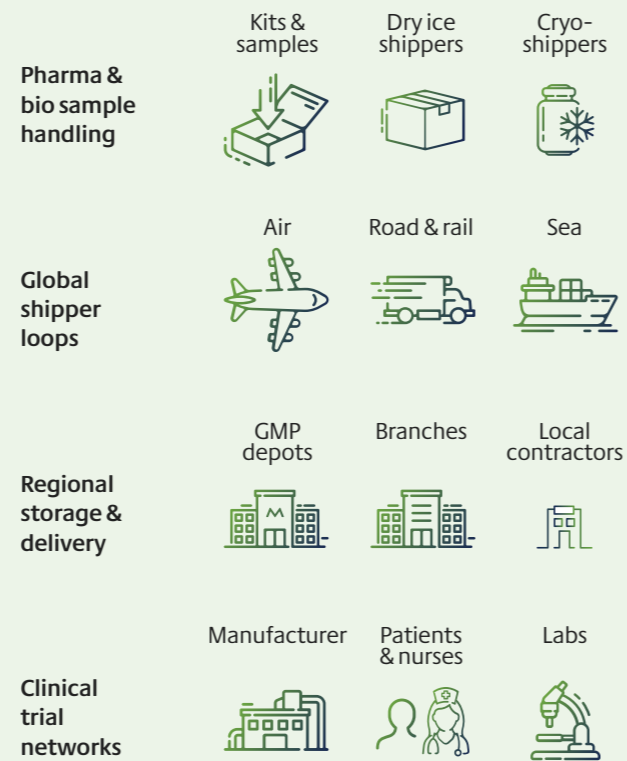 Pharma &
bio sample
handling
Kits &
samples
Dry ice
shippers
Cryo-
shippers
Global
shipper
loops
Air
Road & rail
Sea
Regional
storage &
delivery
GMP
depots
Branches
Local
contractors
M
Clinical
trial
networks
Manufacturer
Patients
& nurses
Labs